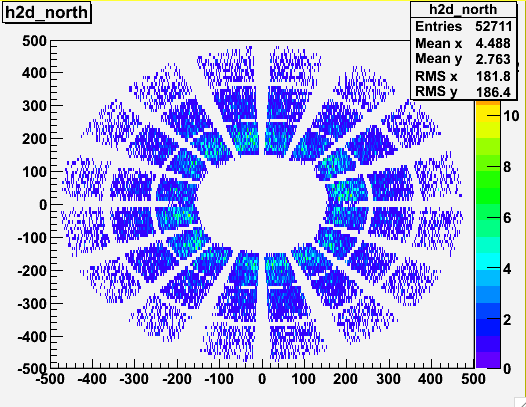 h2d_north
h2d_north
Entries 52711
Mean x 4.488
Mean y 2.763
RMS x 181.8
RMS y 186.4
500
400
300
200
100
0
-100
-200
-300
-400
-500
-500 -400 -300 -200 -100 0 100 200 300 400 500
10
8
6
4
2
0